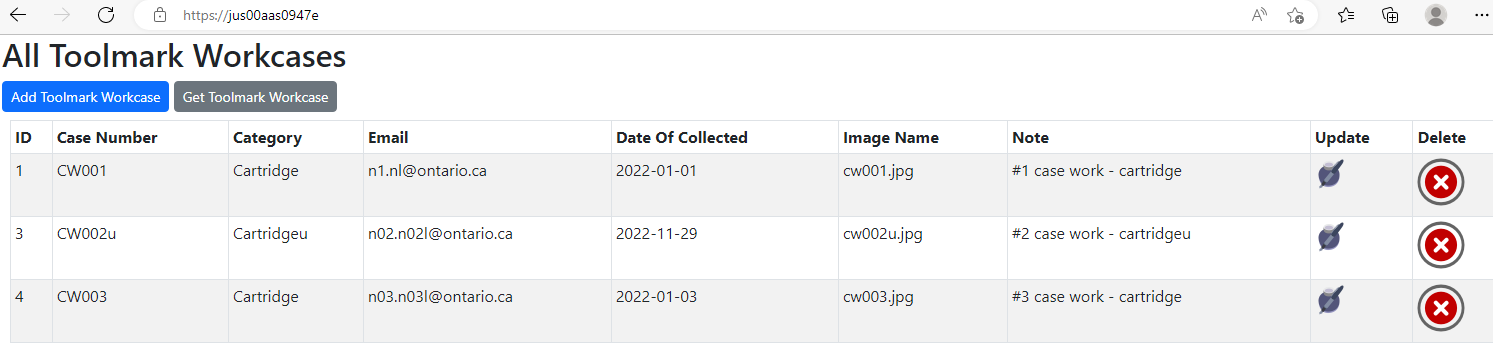 https://jus00aas0947e
All Toolmark Workcases
Add Toolmark Workcase Get Toolmark Workcase
ID Case Number Category Email Date Of Collected Image Name Note Update Delete
1 CW001 Cartridge n1.nl@ontario.ca 2022-01-01 cw001.jpg #1 case work - cartridge
3 CW002u Cartridgeu n02.n02l@ontario.ca 2022-11-29 cw002u.jpg #2 case work - cartridgeu
4 CW003 Cartridge n03.n03l@ontario.ca 2022-01-03 cw003.jpg #3 case work - cartridge